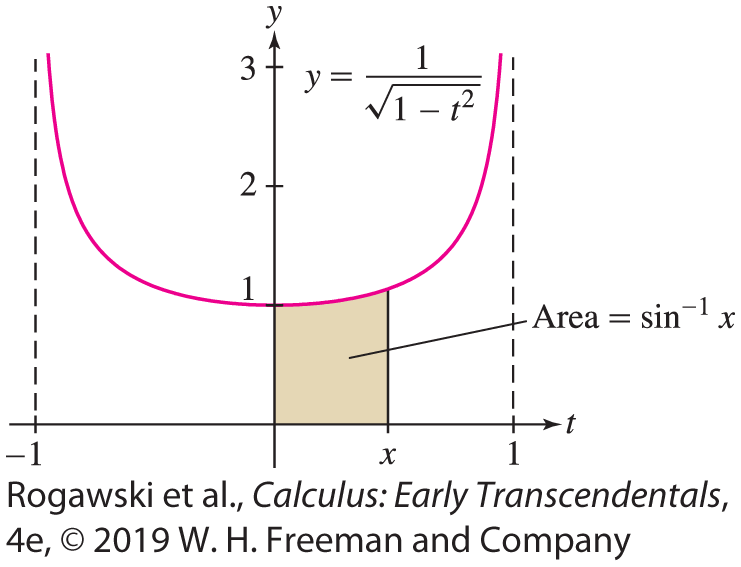 y
3
y = 1/√(1 – t²)
2
1
Area = sin⁻¹ x
t
–1
x
1
Rogawski et al., Calculus: Early Transcendentals,
4e, © 2019 W. H. Freeman and Company